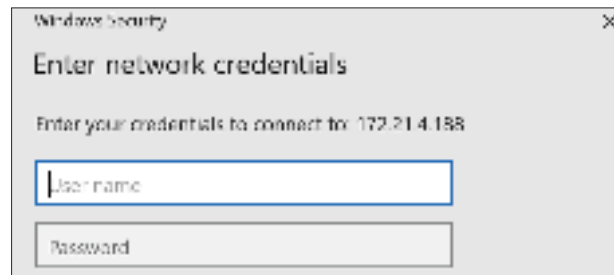 Windows Security
Enter network credentials
Enter your credentials to connect to: 172.21.4.188
User name
Password